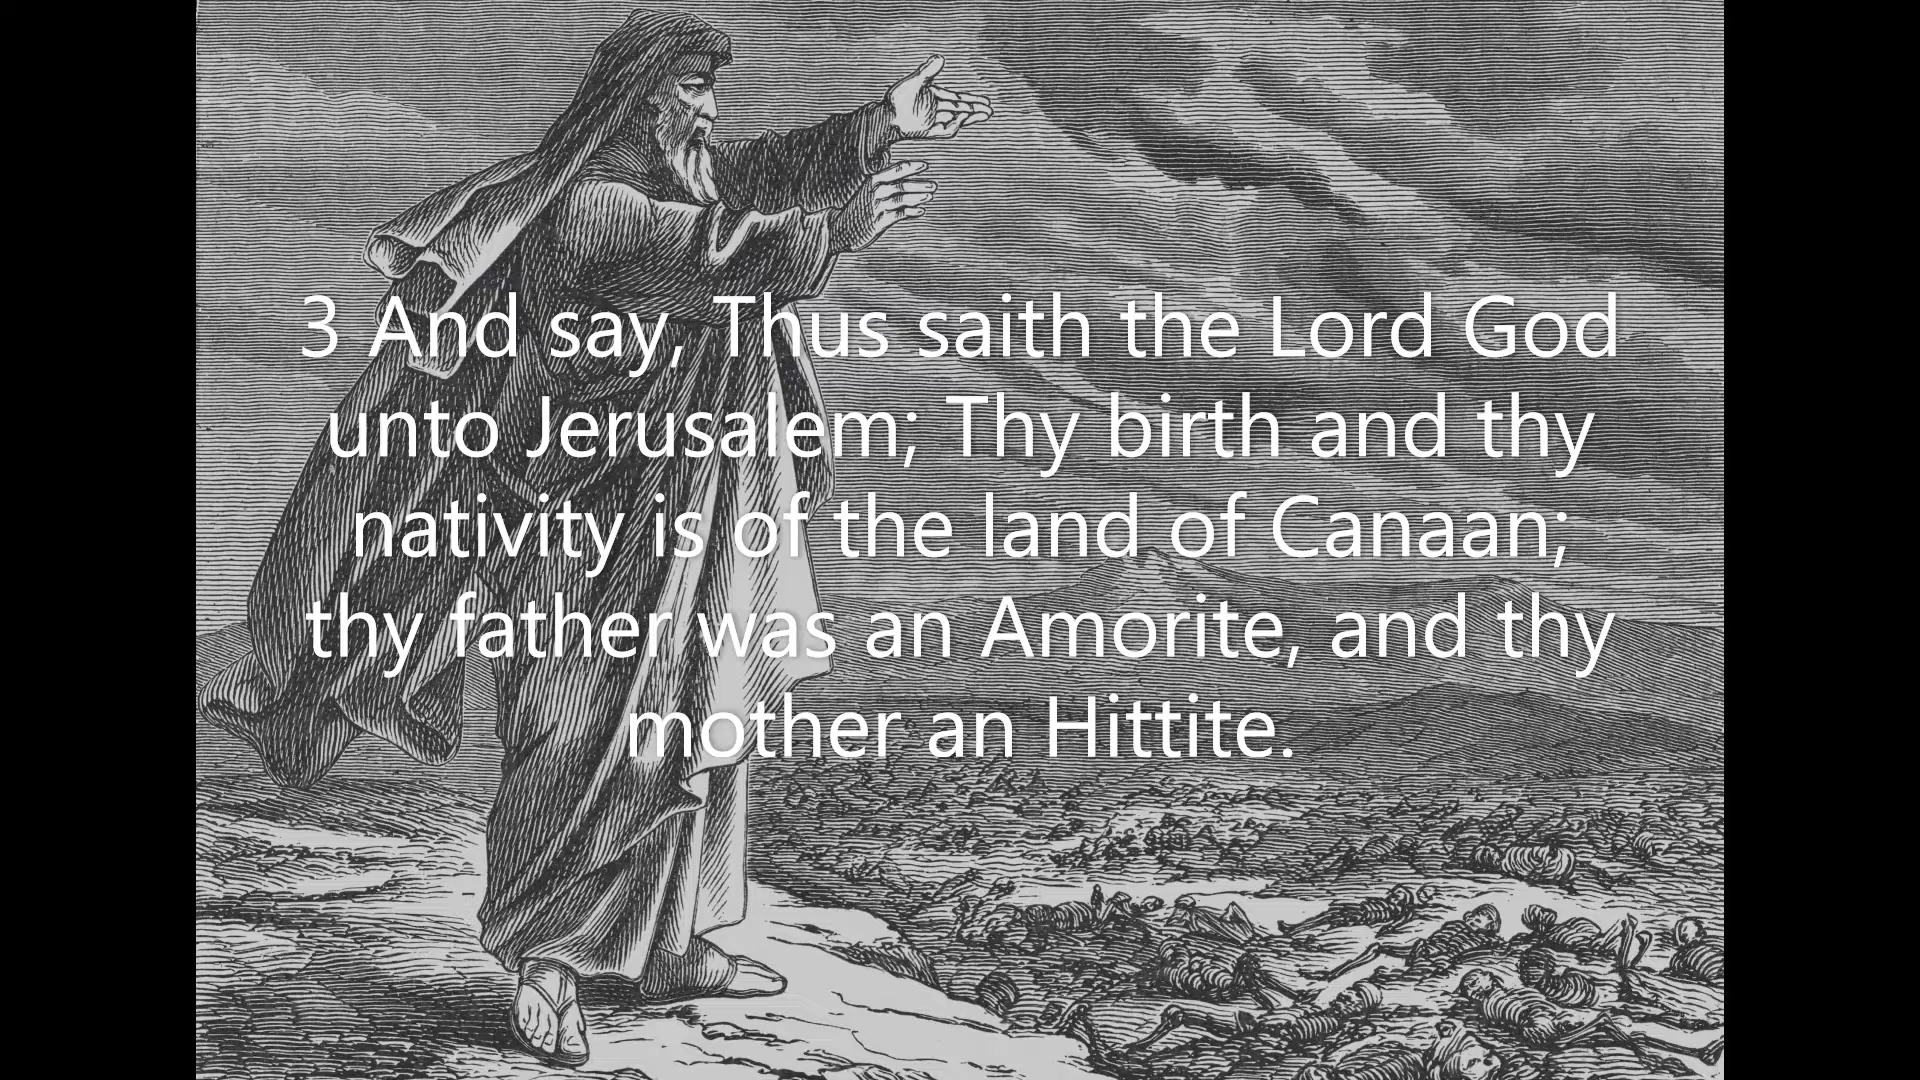 3 And say, Thus saith the Lord God
unto Jerusalem; Thy birth and thy
nativity is of the land of Canaan;
thy father was an Amorite, and thy
mother an Hittite.